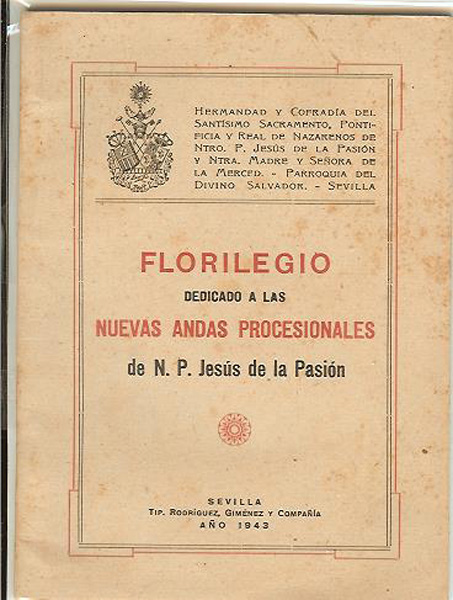 Hermandad y Cofradía del
Santísimo Sacramento, Ponti-
ficia y Real de Nazarenos de
Ntro. P. Jesús de la Pasión
y Ntra. Madre y Señora de
la Merced. - Parroquia del
Divino Salvador. - Sevilla
FLORILEGIO
DEDICADO A LAS
NUEVAS ANDAS PROCESIONALES
de N. P. Jesús de la Pasión
SEVILLA
Tip. Rodríguez, Giménez y Compañía
AÑO 1943